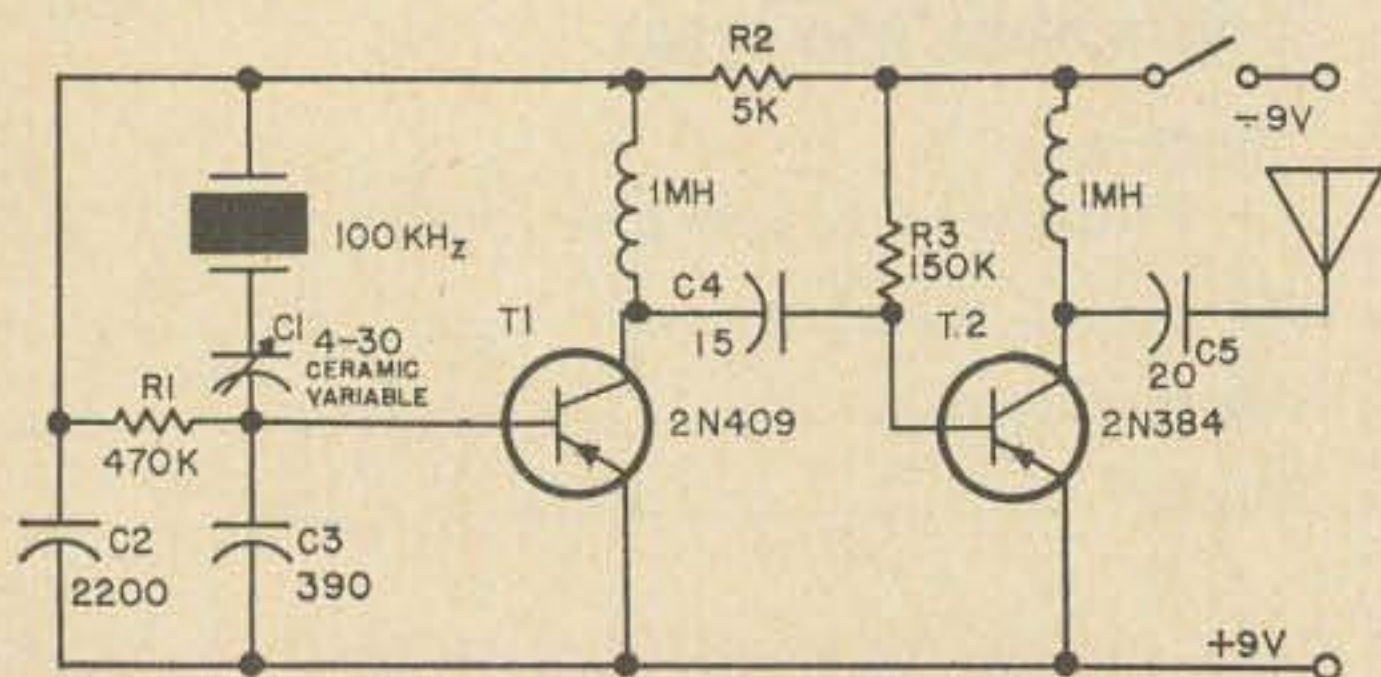 R2
5K
-9V
1MH
1MH
100 KHz
R3
150K
C4
15
T1
T.2
C1
4-30
CERAMIC
VARIABLE
C5
20
R1
470K
2N409
2N384
C2
2200
C3
390
+9V